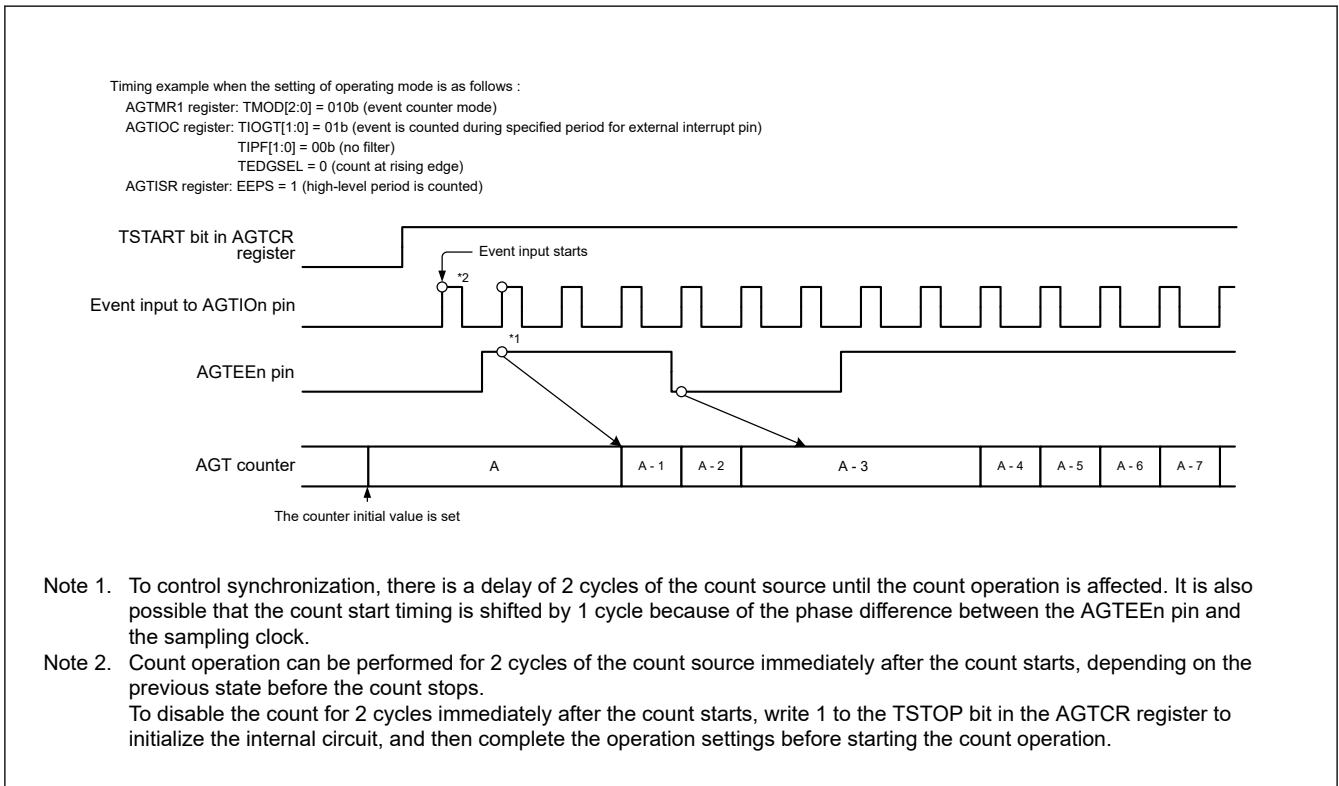 Timing example when the setting of operating mode is as follows :
AGTMR1 register: TMOD[2:0] = 010b (event counter mode)
AGTIOC register: TIOGT[1:0] = 01b (event is counted during specified period for external interrupt pin)
TIPF[1:0] = 00b (no filter)
TEDGSEL = 0 (count at rising edge)
AGTISR register: EEPS = 1 (high-level period is counted)
TSTART bit in AGTCR
register
Event input starts
*2
Event input to AGTIOn pin
*1
AGTEEn pin
AGT counter
A
A - 1
A - 2
A - 3
A - 4
A - 5
A - 6
A - 7
The counter initial value is set
Note 1. To control synchronization, there is a delay of 2 cycles of the count source until the count operation is affected. It is also
possible that the count start timing is shifted by 1 cycle because of the phase difference between the AGTEEn pin and
the sampling clock.
Note 2. Count operation can be performed for 2 cycles of the count source immediately after the count starts, depending on the
previous state before the count stops.
To disable the count for 2 cycles immediately after the count starts, write 1 to the TSTOP bit in the AGTCR register to
initialize the internal circuit, and then complete the operation settings before starting the count operation.